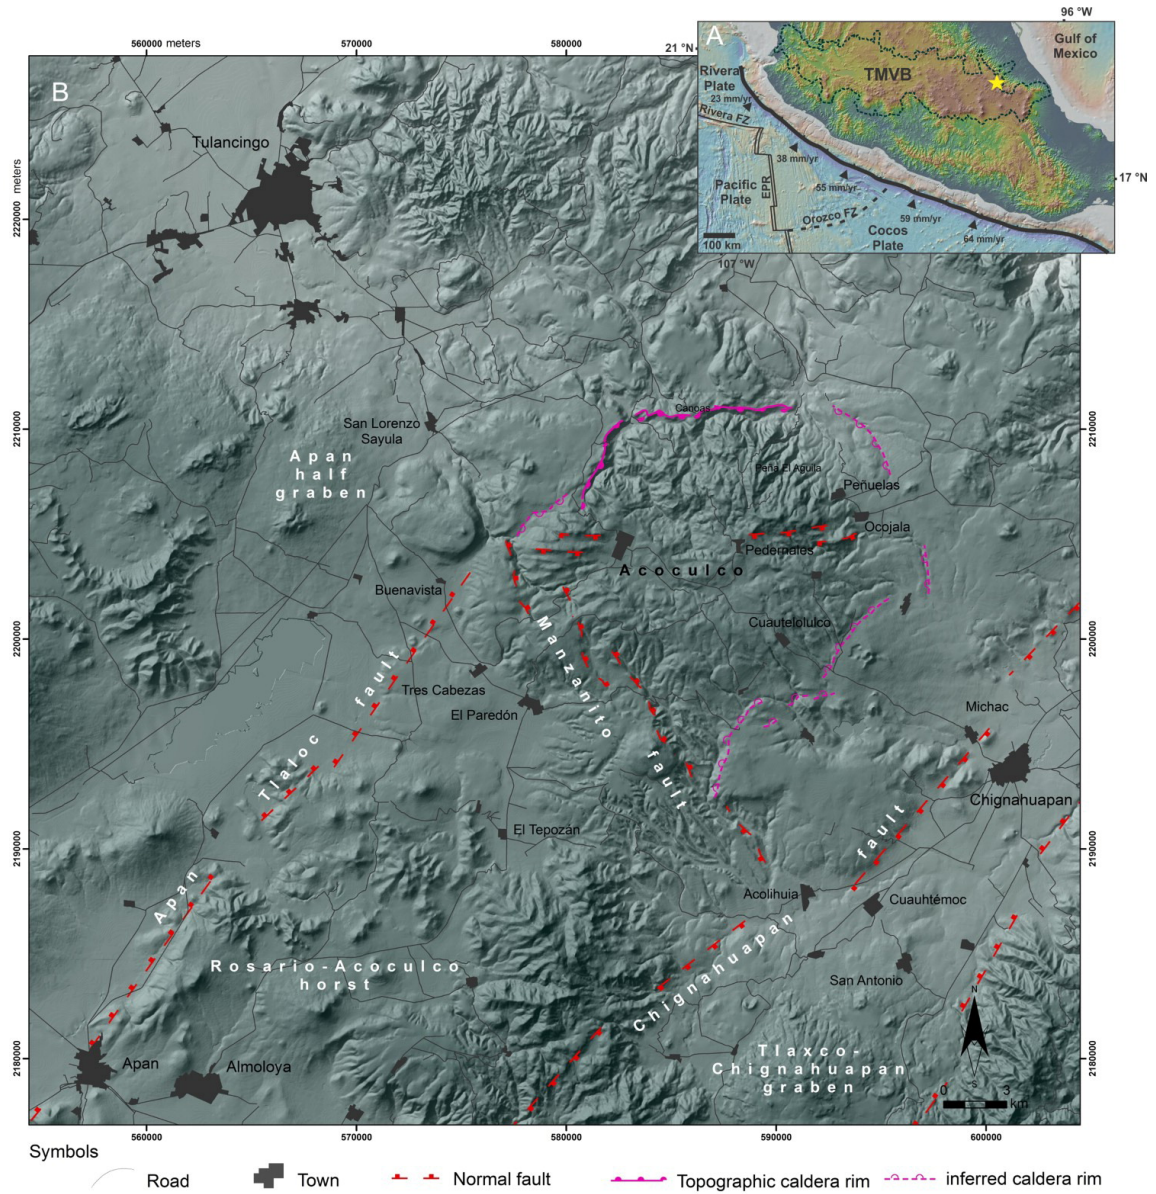 560000 meters
570000
580000
21 °N
96 °W
A
Gulf of
Mexico
TMVB
Rivera
Plate
23 mm/yr
Rivera FZ
38 mm/yr
55 mm/yr
Pacific
Plate
EPR
Orozco FZ
59 mm/yr
Cocos
Plate
64 mm/yr
100 km
107 °W
17 °N
B
Tulancingo
2220000 meters
Canoas
San Lorenzo
Sayula
2210000
2210000
Apan
half
graben
Peña El Aguila
Peñuelas
Ocojala
Pedernales
Acoculco
Buenavista
Cuautelolulco
2200000
2200000
Manzanito
fault
Tres Cabezas
El Paredón
Tlaloc
fault
Michac
Chignahuapan
El Tepozán
2190000
2190000
fault
Apan
Acolihuia
Cuauhtémoc
Rosario-Acoculco
horst
Chignahuapan
San Antonio
N
Tlaxco-
Chignahuapan
graben
2180000
2180000
Apan
Almoloya
S
0 3
km
560000
570000
580000
590000
600000
Symbols
Road
Town
Normal fault
Topographic caldera rim
inferred caldera rim